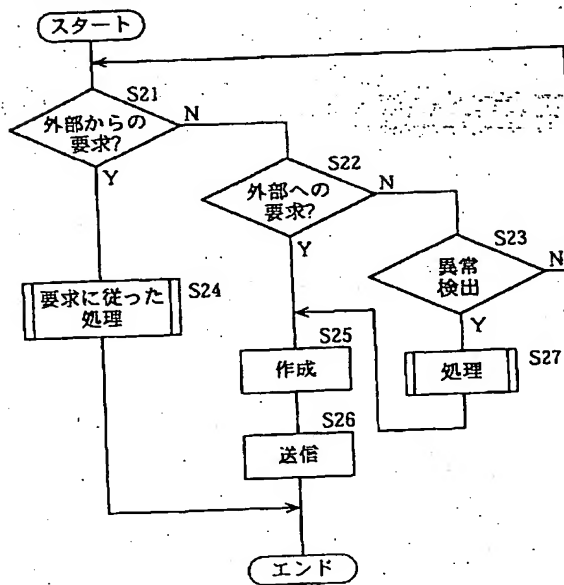 スタート
S21
外部からの
要求?
N
Y
S22
外部への
要求?
N
Y
S23
異常
検出
N
Y
S24
要求に従った
処理
S25
作成
S27
処理
S26
送信
エンド